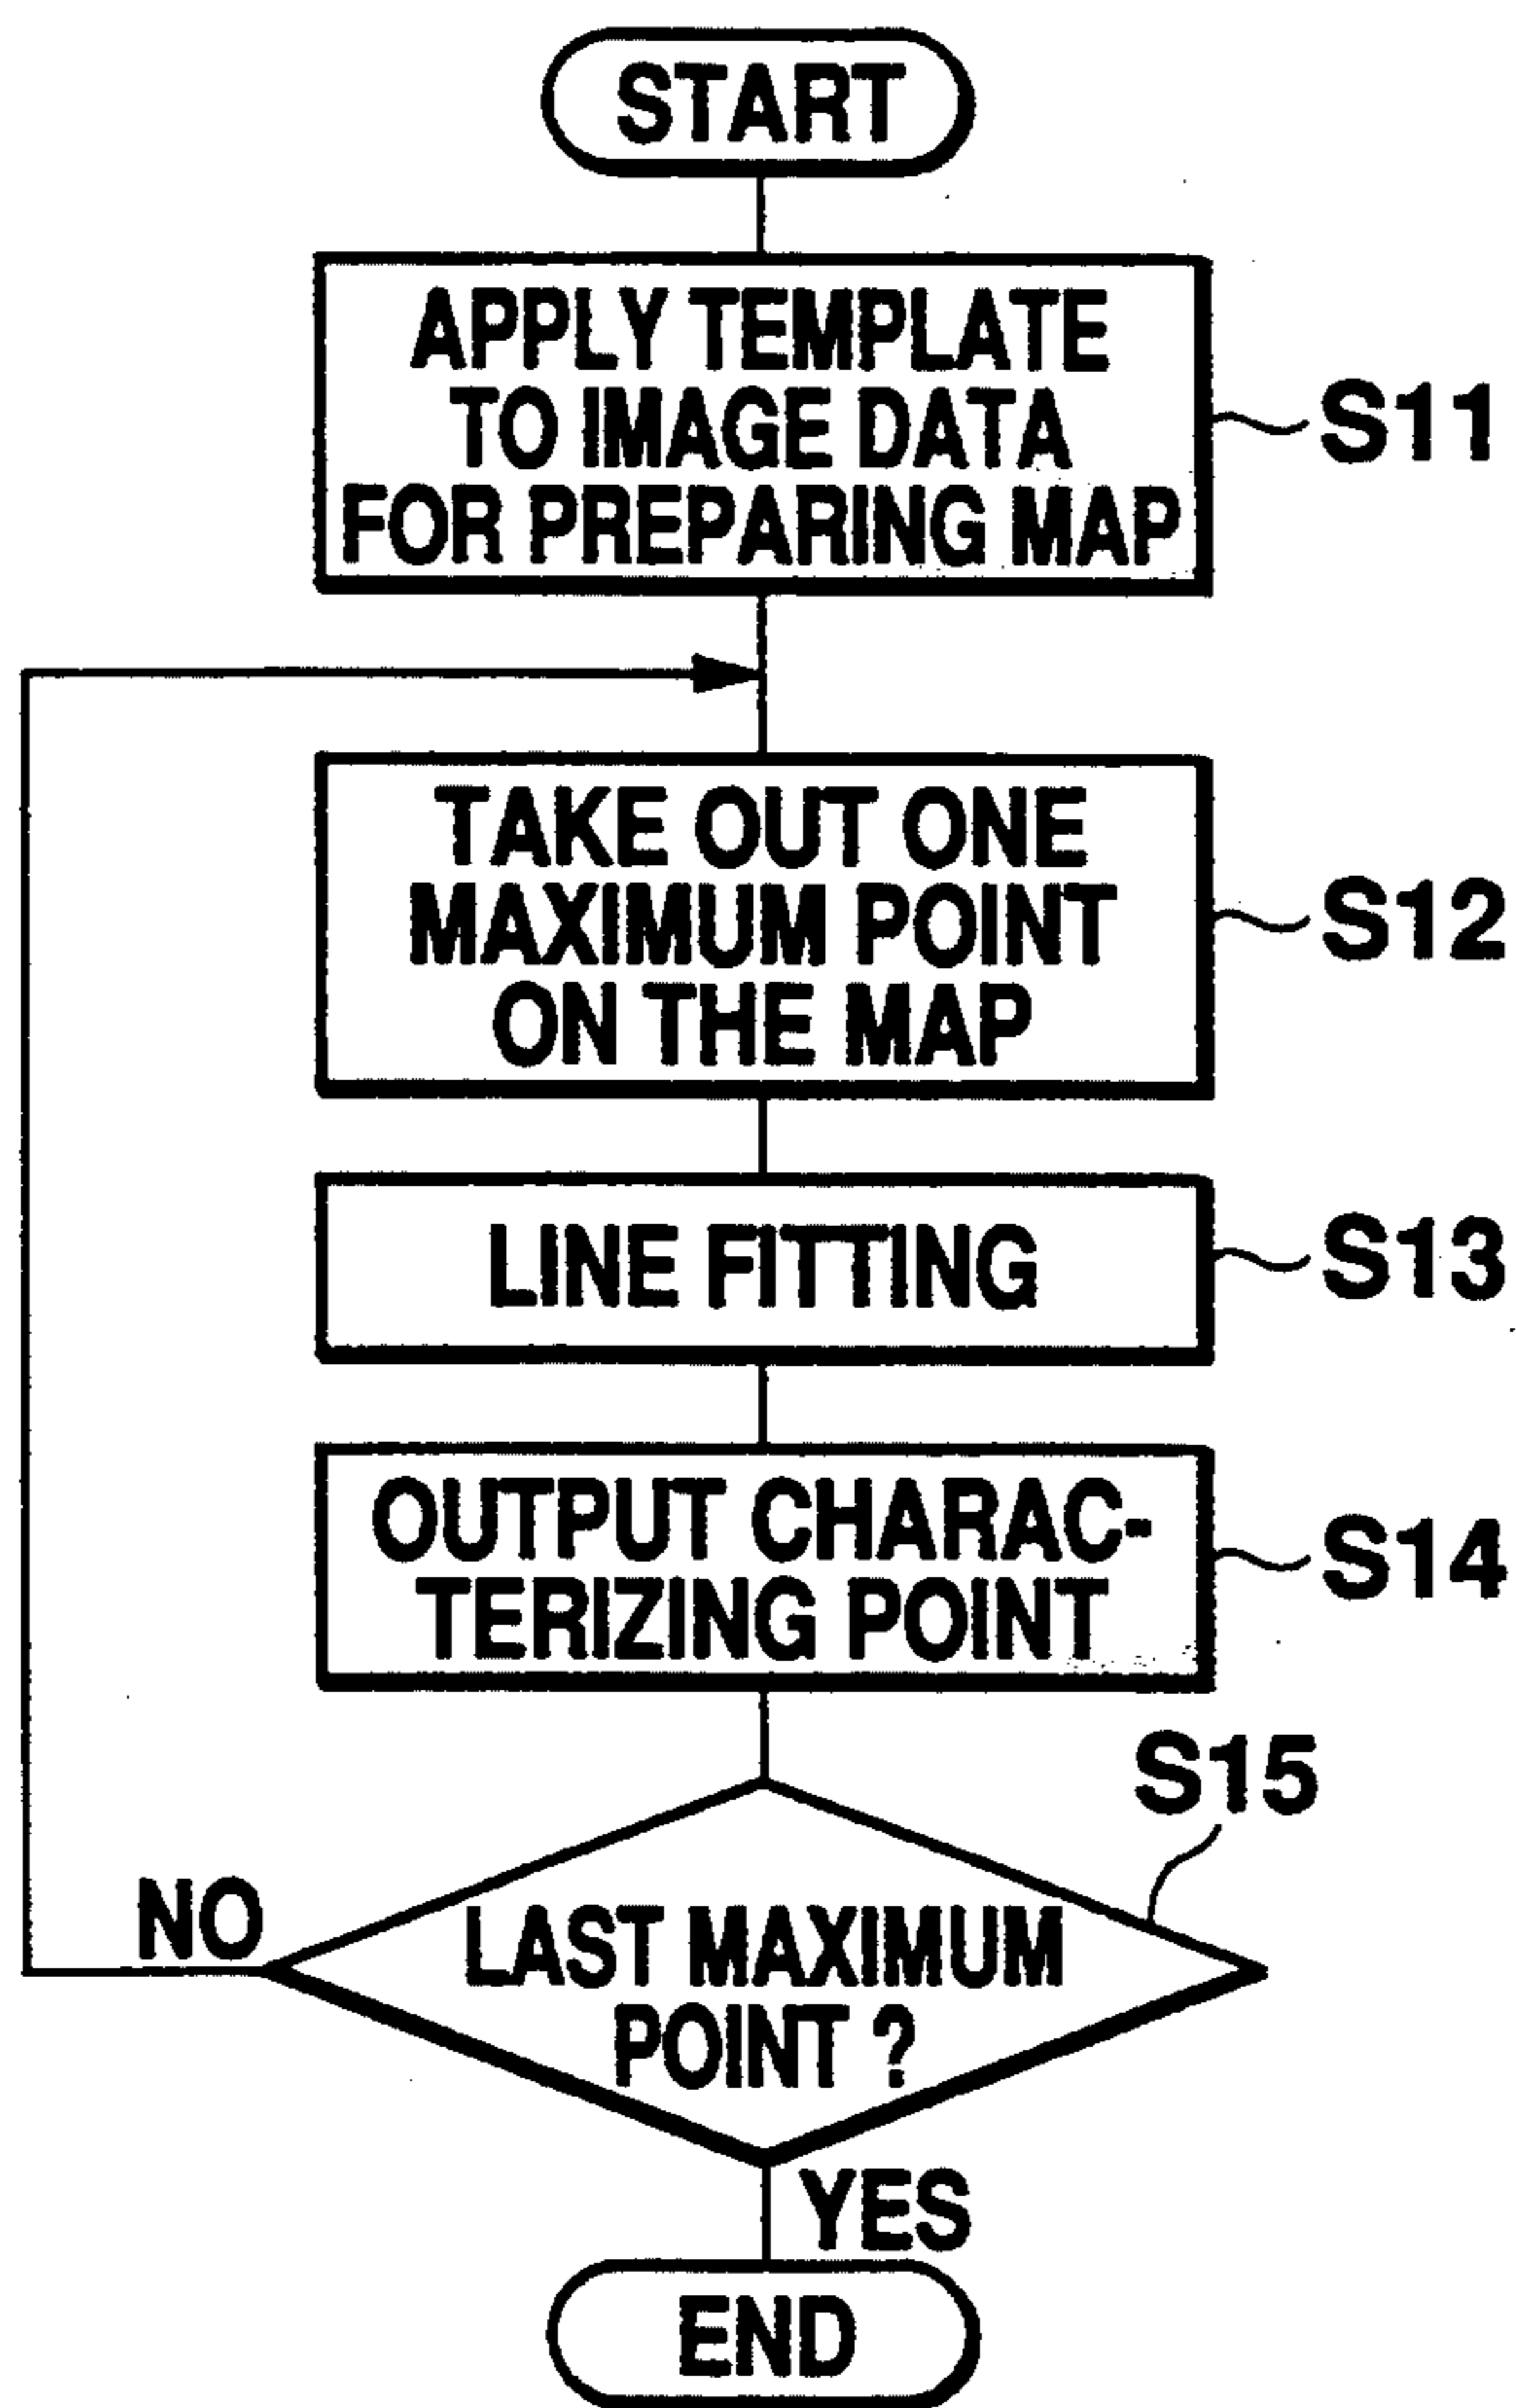 START
APPLY TEMPLATE
TO IMAGE DATA
FOR PREPARING MAP
S11
TAKE OUT ONE
MAXIMUM POINT
ON THE MAP
S12
LINE FITTING
S13
OUTPUT CHARAC-
TERIZING POINT
S14
S15
NO
LAST MAXIMUM
POINT ?
YES
END